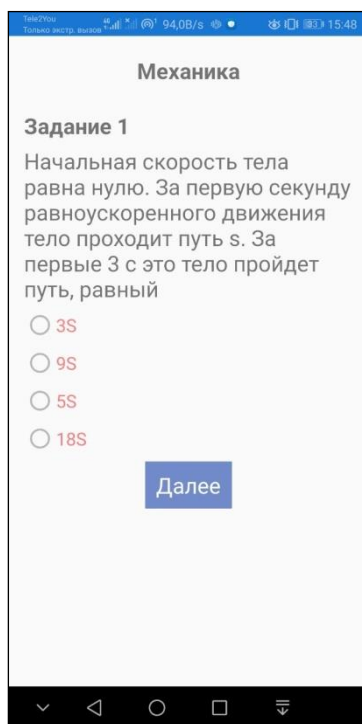 Tele2You
Только экстр. вызов 94,0B/s 15:48
Механика
Задание 1
Начальная скорость тела
равна нулю. За первую секунду
равноускоренного движения
тело проходит путь s. За
первые 3 с это тело пройдет
путь, равный
3S
9S
5S
18S
Далее